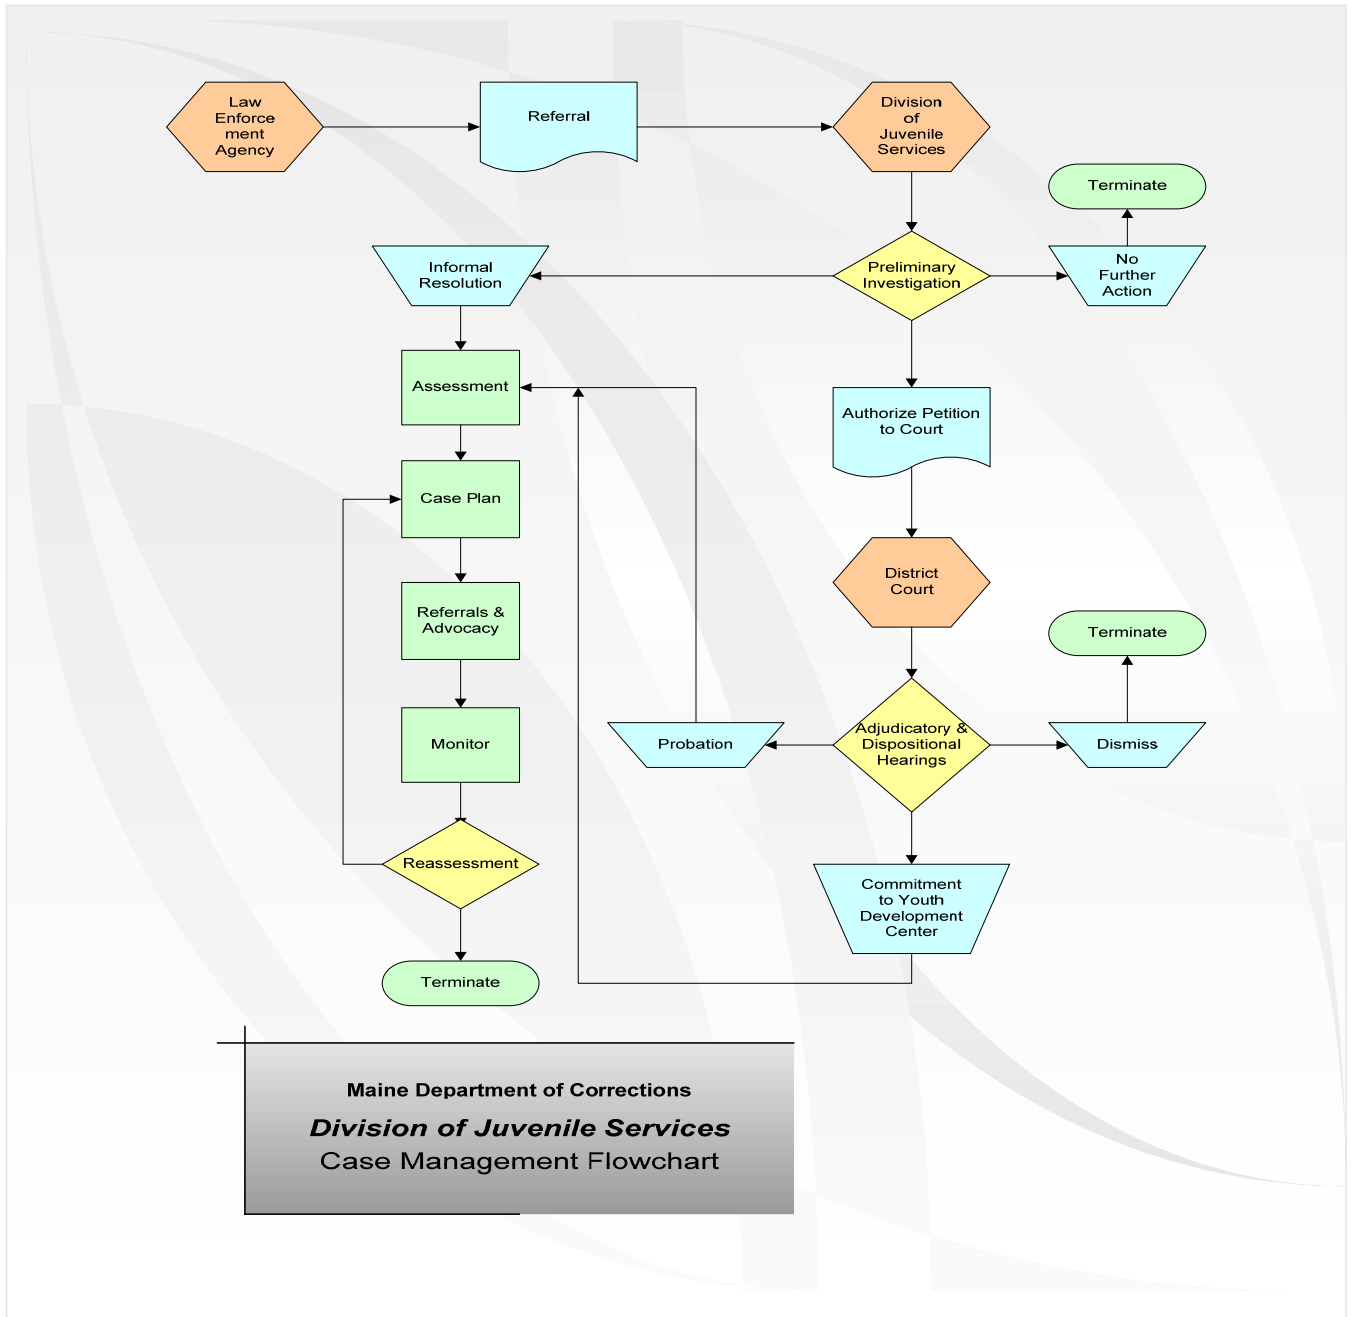 Law
Enforce
ment
Agency
Referral
Division
of
Juvenile
Services
Terminate
Informal
Resolution
Preliminary
Investigation
No
Further
Action
Assessment
Authorize Petition
to Court
Case Plan
District
Court
Referrals &
Advocacy
Terminate
Monitor
Probation
Adjudicatory &
Dispositional
Hearings
Dismiss
Reassessment
Commitment
to Youth
Development
Center
Terminate
Maine Department of Corrections
Division of Juvenile Services
Case Management Flowchart